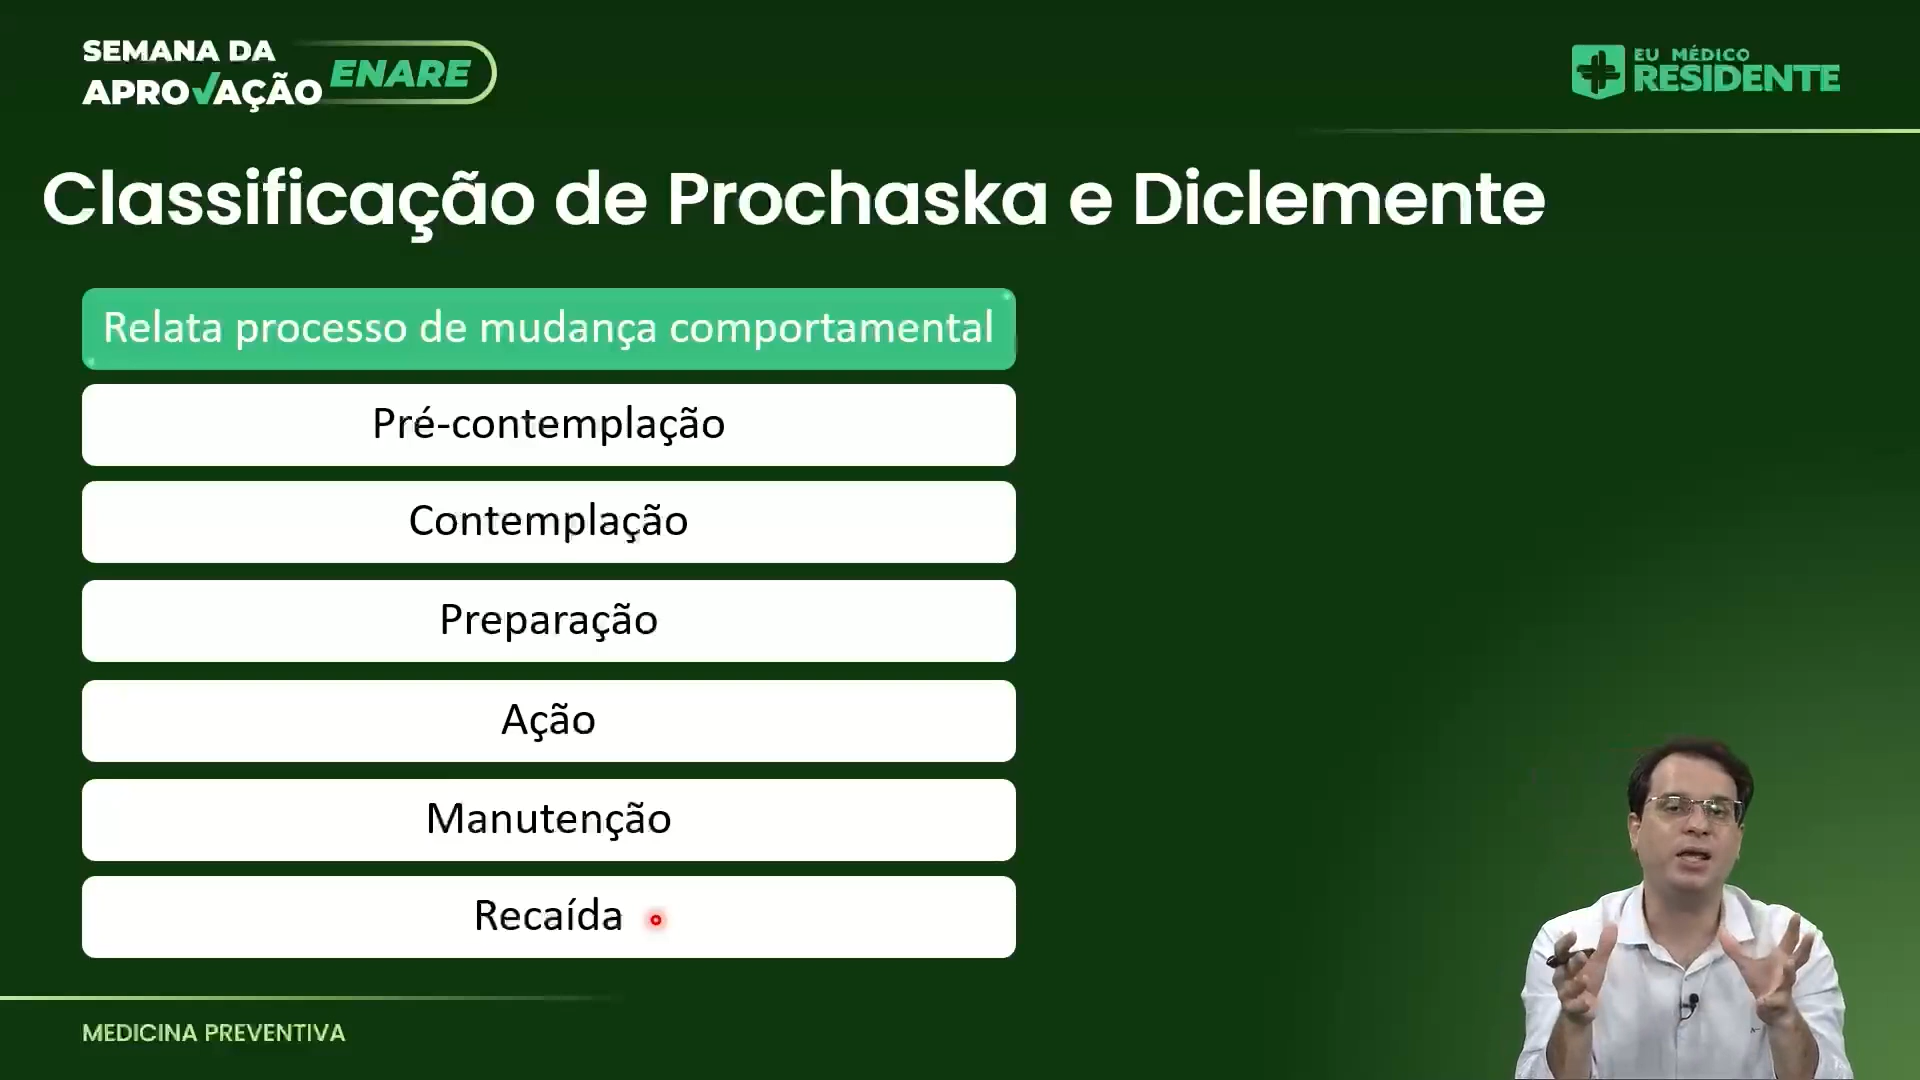 SEMANA DA
APROVAÇÃO ENARE
EU MÉDICO
RESIDENTE
Classificação de Prochaska e Diclemente
Relata processo de mudança comportamental
Pré-contemplação
Contemplação
Preparação
Ação
Manutenção
Recaída
MEDICINA PREVENTIVA